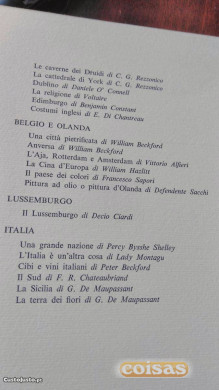 Le caverne dei Druidi di C. G. Rezzonico
La cattedrale di York di C. G. Rezzonico
Dublino di Daniele O' Connell
La religione di Voltaire
Edimburgo di Benjamin Constant
Costumi inglesi di E. Di Chasteau
BELGIO E OLANDA
Una città pietrificata di William Beckford
Anversa di William Beckford
L'Aja, Rotterdam e Amsterdam di Vittorio Alfieri
La Cina d'Europa di William Hazlitt
Il paese dei colori di Francesco Sapori
Pittura ad olio o pittura d'Olanda di Defendente Sacchi
LUSSEMBURGO
Il Lussemburgo di Decio Ciardi
ITALIA
Una grande nazione di Percy Bysshe Shelley
L'Italia è un'altra cosa di Lady Montagu
Cibi e vini italiani di Peter Beckford
Il Sud di F. R. Chateaubriand
La Sicilia di G. De Maupassant
La terra dei fiori di G. De Maupassant
coisas